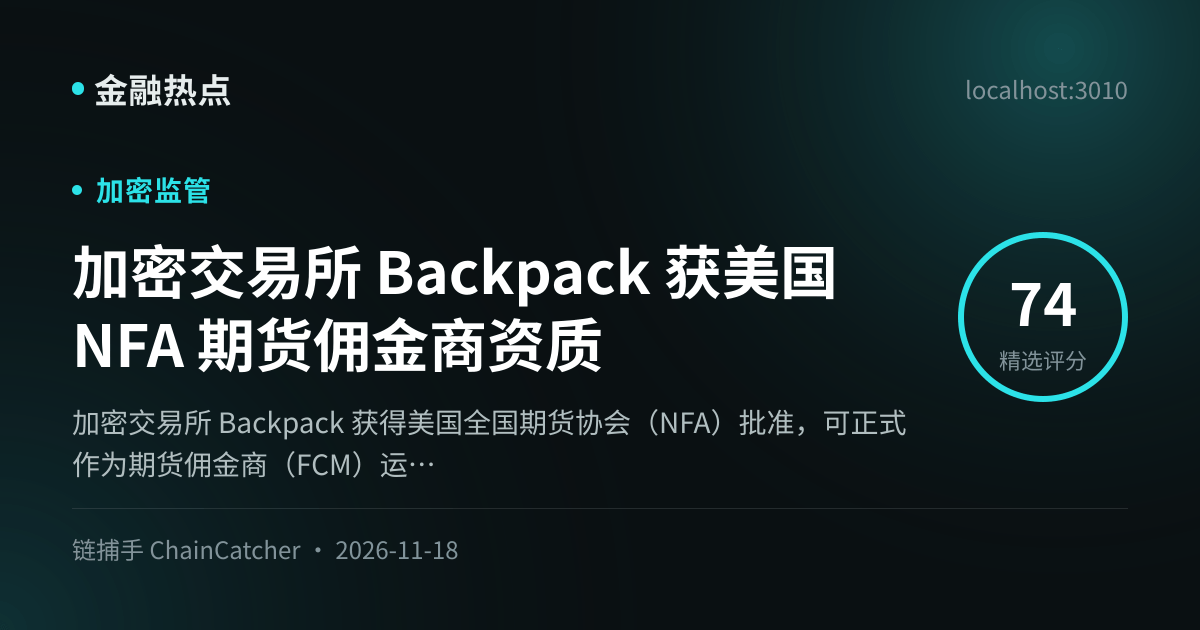 金融热点
localhost:3010
加密监管
加密交易所 Backpack 获美国
NFA 期货佣金商资质
74
精选评分
加密交易所 Backpack 获得美国全国期货协会（NFA）批准，可正式
作为期货佣金商（FCM）运…
链捕手 ChainCatcher · 2026-11-18